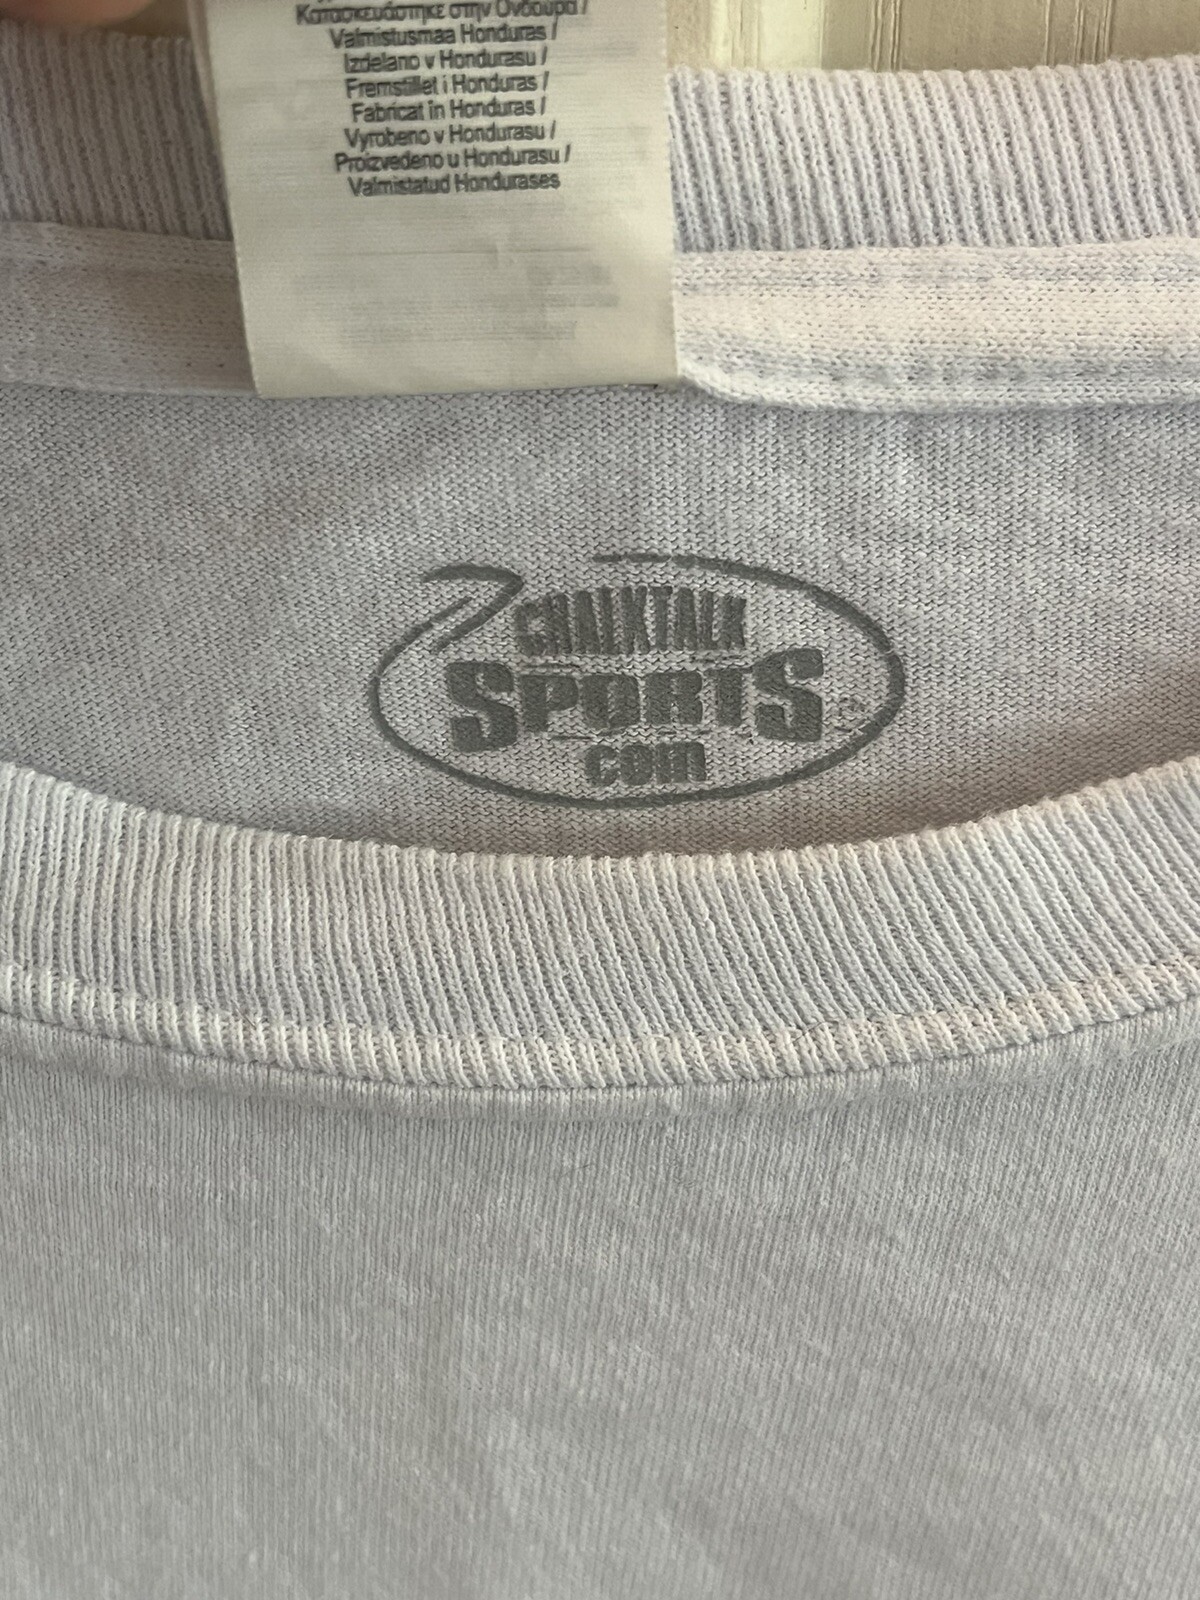 Κατασκευάστηκε στην Ονδούρα /
Valmistusmaa Honduras /
Izdelano v Hondurasu /
Fremstillet i Honduras /
Fabricat în Honduras /
Vyrobeno v Hondurasu /
Proizvedeno u Hondurasu /
Valmistatud Hondurases
CHALKTALK
SPORTS®
com